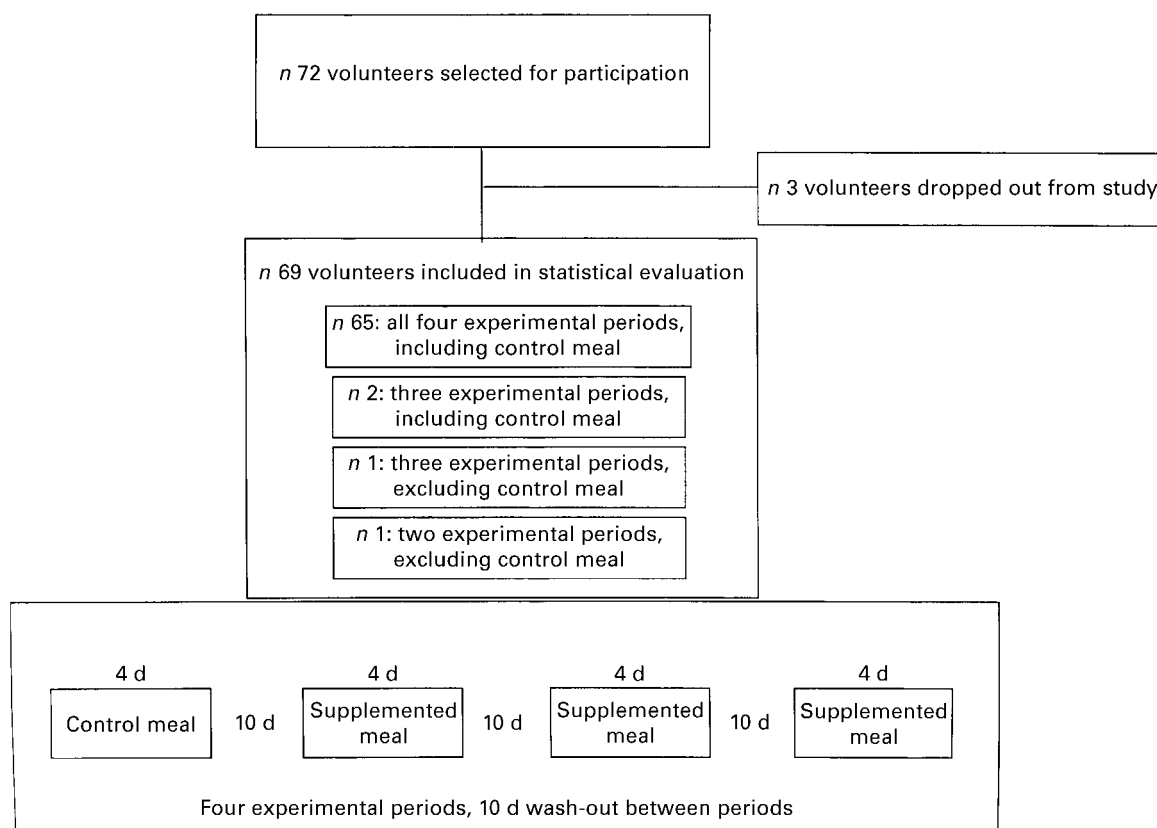 n 72 volunteers selected for participation
n 3 volunteers dropped out from study
n 69 volunteers included in statistical evaluation
n 65: all four experimental periods,
including control meal
n 2: three experimental periods,
including control meal
n 1: three experimental periods,
excluding control meal
n 1: two experimental periods,
excluding control meal
4 d
4 d
4 d
4 d
Control meal
10 d
Supplemented
meal
10 d
Supplemented
meal
10 d
Supplemented
meal
Four experimental periods, 10 d wash-out between periods